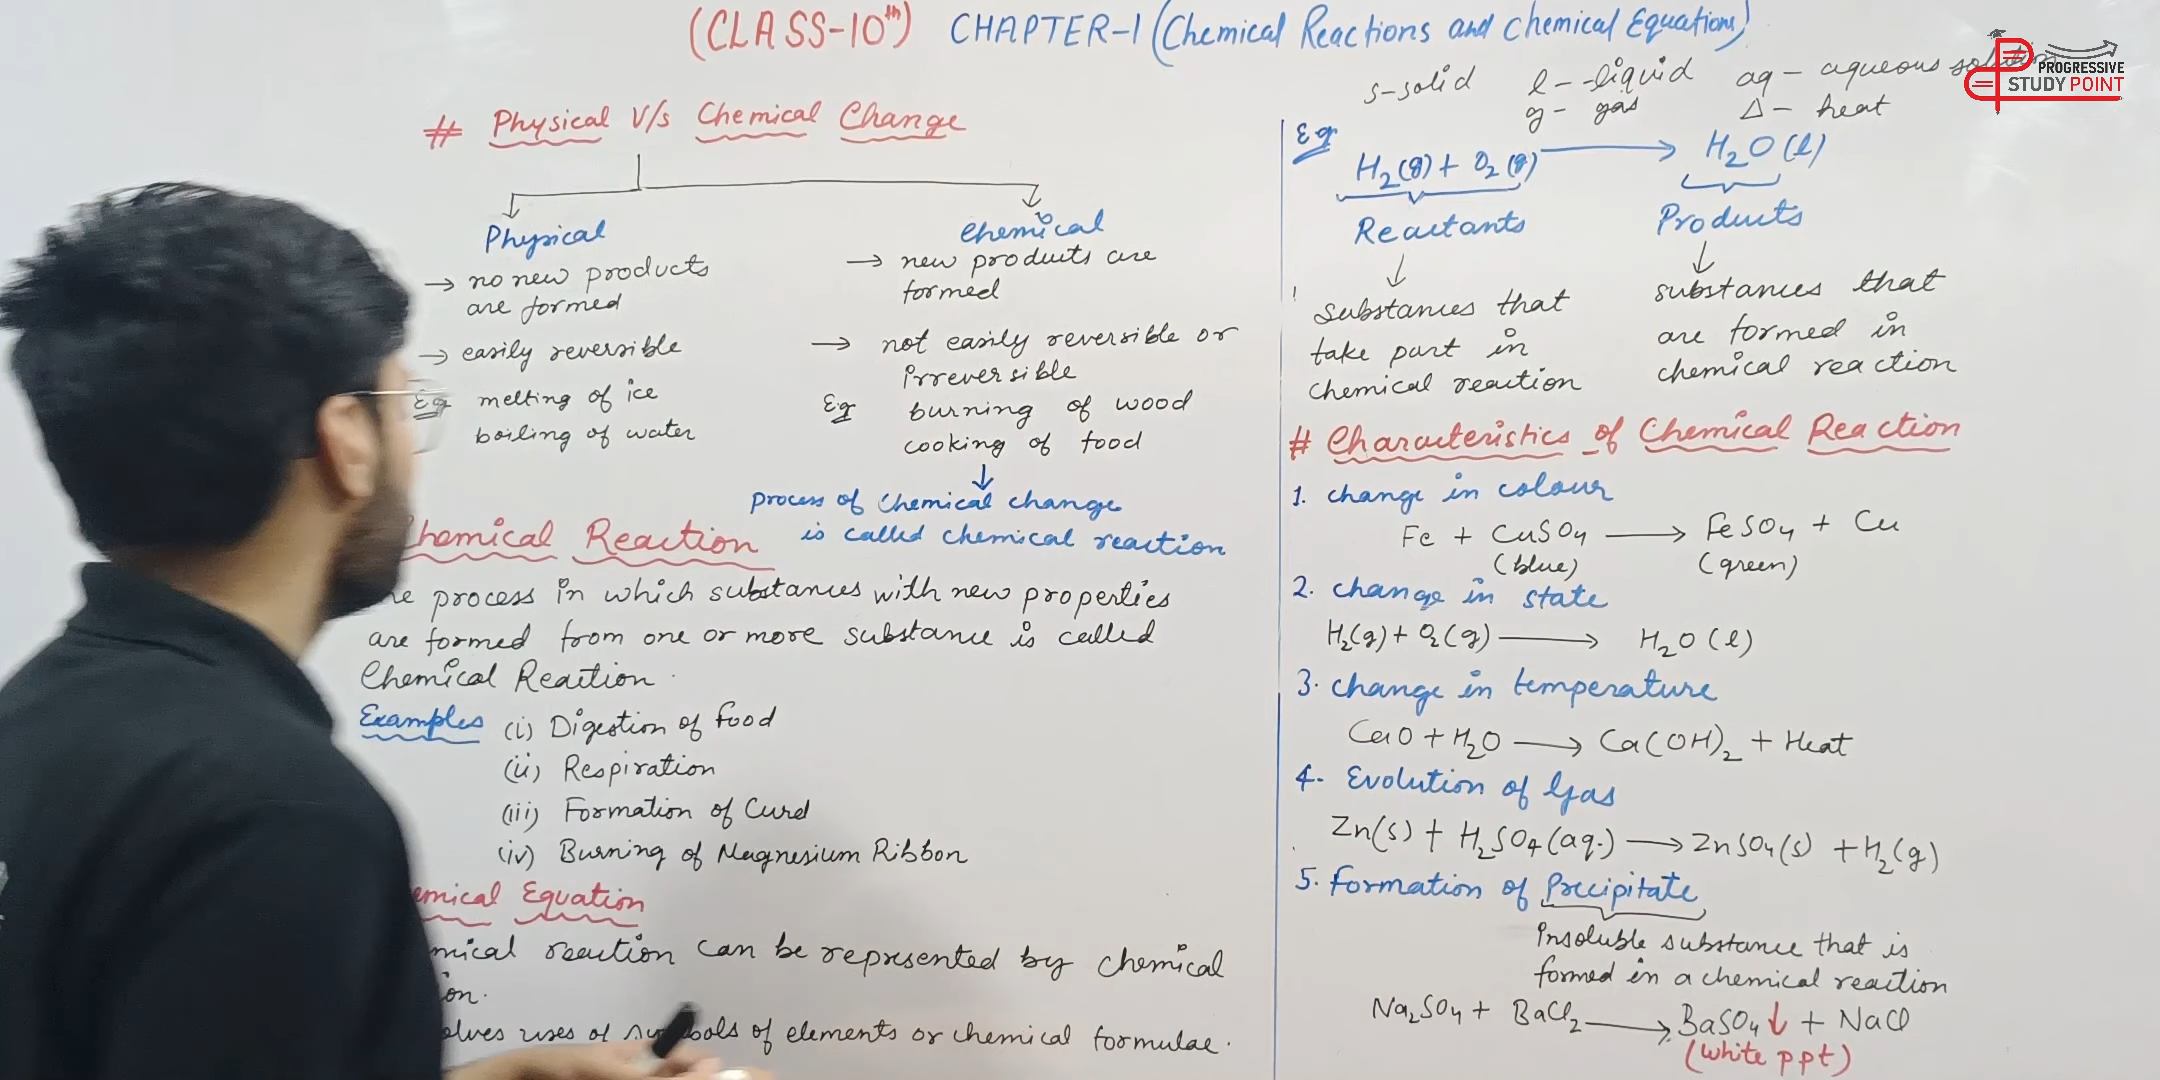 (CLASS-10th) CHAPTER-1 (Chemical Reactions and Chemical Equations)
PROGRESSIVE
STUDY POINT
# Physical V/s Chemical Change
Physical
→ no new products
are formed
→ easily reversible
Eg melting of ice
boiling of water
Chemical
→ new products are
formed
→ not easily reversible or
irreversible
Eg burning of wood
cooking of food
↓
process of chemical change
is called chemical reaction
Chemical Reaction
process in which substances with new properties
are formed from one or more substance is called
Chemical Reaction.
Examples (i) Digestion of food
(ii) Respiration
(iii) Formation of Curd
(iv) Burning of Magnesium Ribbon
Equation
reaction can be represented by chemical
uses of symbols of elements or chemical formulae.
s-solid l--liquid aq - aqueous solution
g- gas Δ - heat
Eg
H₂(g) + O₂(g) → H₂O(l)
Reactants Products
↓ ↓
substances that
take part in
chemical reaction
substances that
are formed in
chemical reaction
# Characteristics of Chemical Reaction
1. change in colour
Fe + CuSO₄ → FeSO₄ + Cu
(blue) (green)
2. change in state
H₂(g) + O₂(g) → H₂O(l)
3. change in temperature
CaO + H₂O → Ca(OH)₂ + Heat
4. Evolution of Gas
Zn(s) + H₂SO₄(aq.) → ZnSO₄(s) + H₂(g)
5. Formation of Precipitate
insoluble substance that is
formed in a chemical reaction
Na₂SO₄ + BaCl₂ → BaSO₄↓ + NaCl
(white ppt)